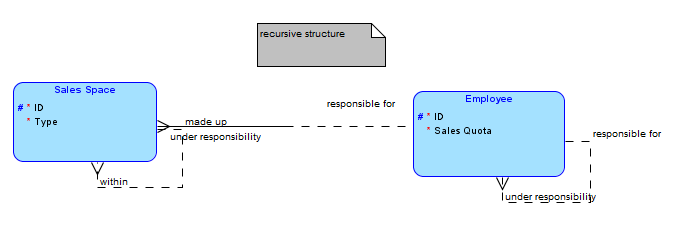 recursive structure
Sales Space
# * ID
* Type
made up
under responsibility
within
responsible for
Employee
# * ID
* Sales Quota
responsible for
under responsibility